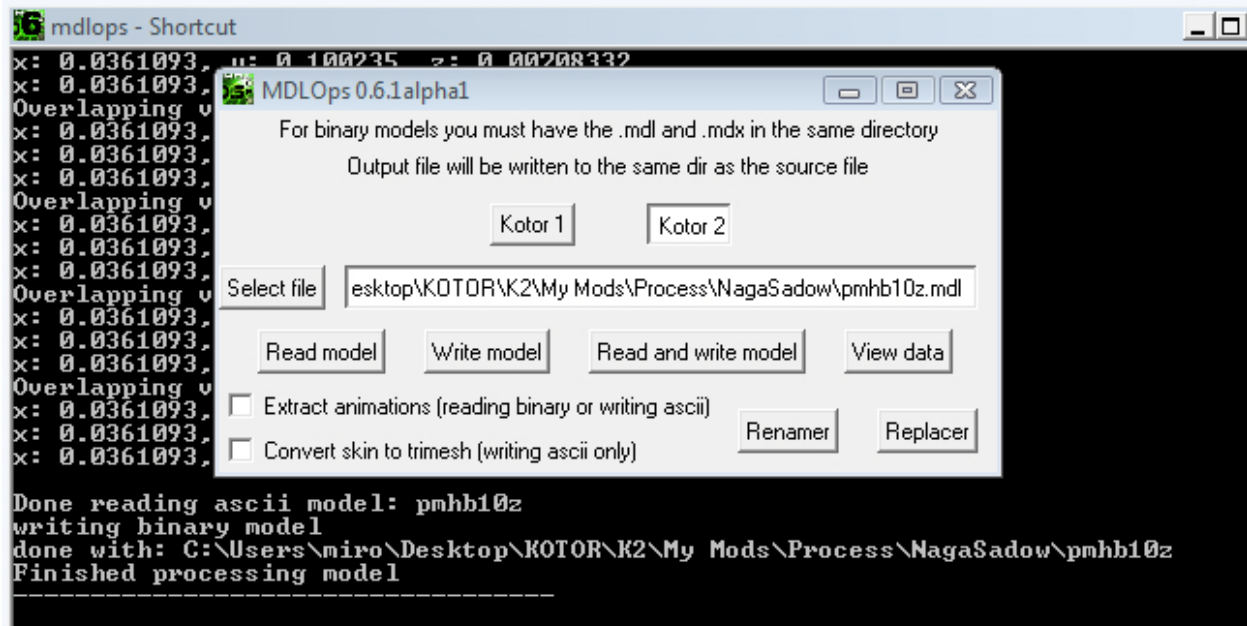 mdlops - Shortcut
x: 0.0361093, y: 0.100235, z: 0.00708332
x: 0.0361093,
Overlapping v
x: 0.0361093,
x: 0.0361093,
Overlapping v
x: 0.0361093,
x: 0.0361093,
x: 0.0361093,
Overlapping v
x: 0.0361093,
x: 0.0361093,
x: 0.0361093,
Overlapping v
x: 0.0361093,
x: 0.0361093,
x: 0.0361093,
MDLOps 0.6.1alpha1
For binary models you must have the .mdl and .mdx in the same directory
Output file will be written to the same dir as the source file
Kotor 1 Kotor 2
Select file esktop\KOTOR\K2\My Mods\Process\NagaSadow\pmhb10z.mdl
Read model Write model Read and write model View data
Extract animations (reading binary or writing ascii)
Convert skin to trimesh (writing ascii only)
Renamer Replacer
Done reading ascii model: pmhb10z
writing binary model
done with: C:\Users\miro\Desktop\KOTOR\K2\My Mods\Process\NagaSadow\pmhb10z
Finished processing model
-----------------------------------